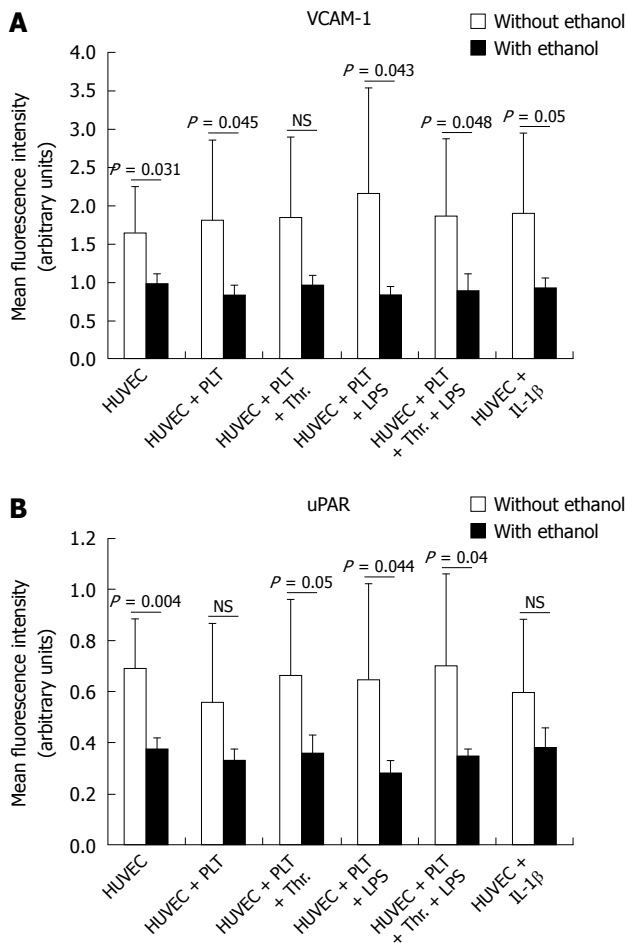 A
VCAM-1
Without ethanol
With ethanol
Mean fluorescence intensity
(arbitrary units)
4.0
3.5
3.0
2.5
2.0
1.5
1.0
0.5
0.0
P = 0.031
P = 0.045
NS
P = 0.043
P = 0.048
P = 0.05
HUVEC
HUVEC + PLT
HUVEC + PLT
+ Thr.
HUVEC + PLT
+ LPS
HUVEC + PLT
+ Thr. + LPS
HUVEC +
IL-1β
B
uPAR
Without ethanol
With ethanol
Mean fluorescence intensity
(arbitrary units)
1.2
1.0
0.8
0.6
0.4
0.2
0.0
P = 0.004
NS
P = 0.05
P = 0.044
P = 0.04
NS
HUVEC
HUVEC + PLT
HUVEC + PLT
+ Thr.
HUVEC + PLT
+ LPS
HUVEC + PLT
+ Thr. + LPS
HUVEC +
IL-1β